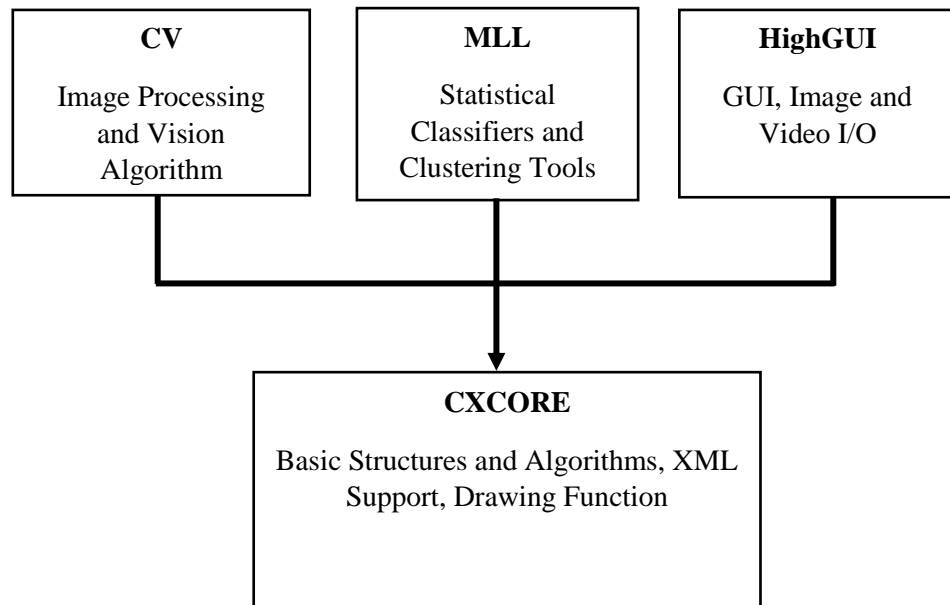 CV
Image Processing
and Vision
Algorithm
MLL
Statistical
Classifiers and
Clustering Tools
HighGUI
GUI, Image and
Video I/O
CXCORE
Basic Structures and Algorithms, XML
Support, Drawing Function